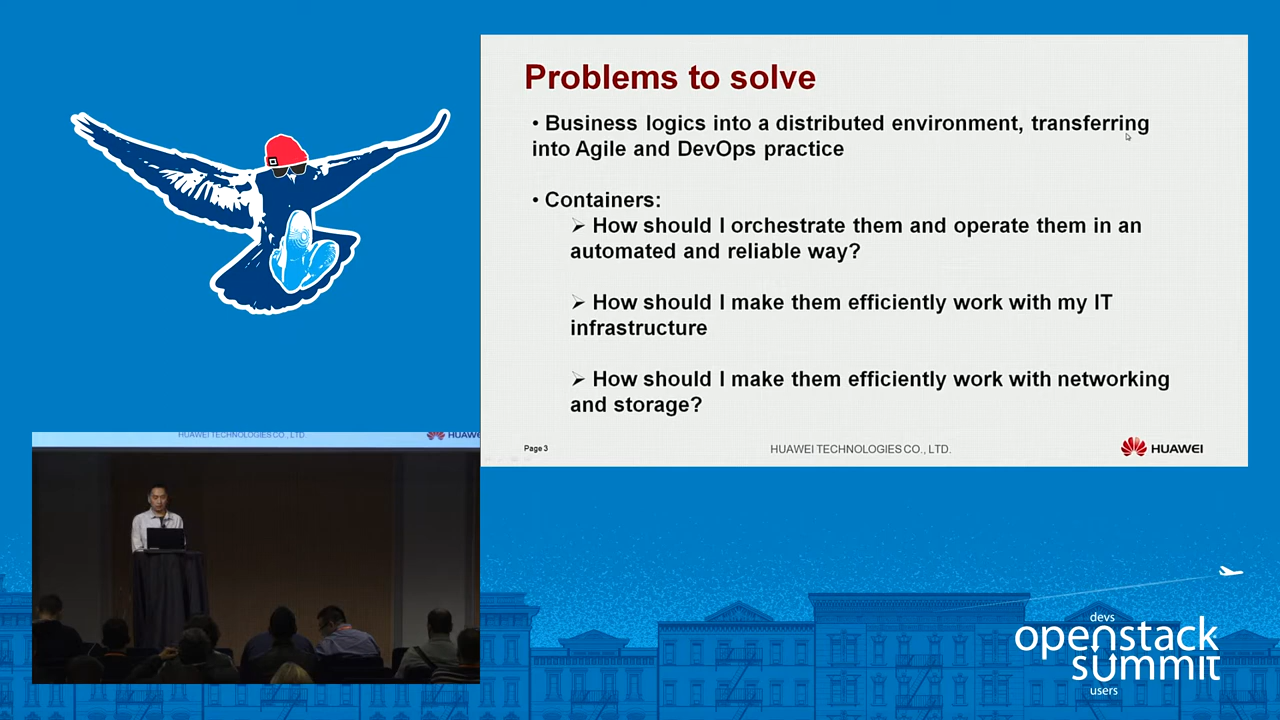 Problems to solve
• Business logics into a distributed environment, transferring
into Agile and DevOps practice
• Containers:
➢ How should I orchestrate them and operate them in an
automated and reliable way?
➢ How should I make them efficiently work with my IT
infrastructure
➢ How should I make them efficiently work with networking
and storage?
Page 3
HUAWEI TECHNOLOGIES CO., LTD.
HUAWEI
HUAWEI TECHNOLOGIES CO., LTD.
HUAW
devs
openstack
summit
users